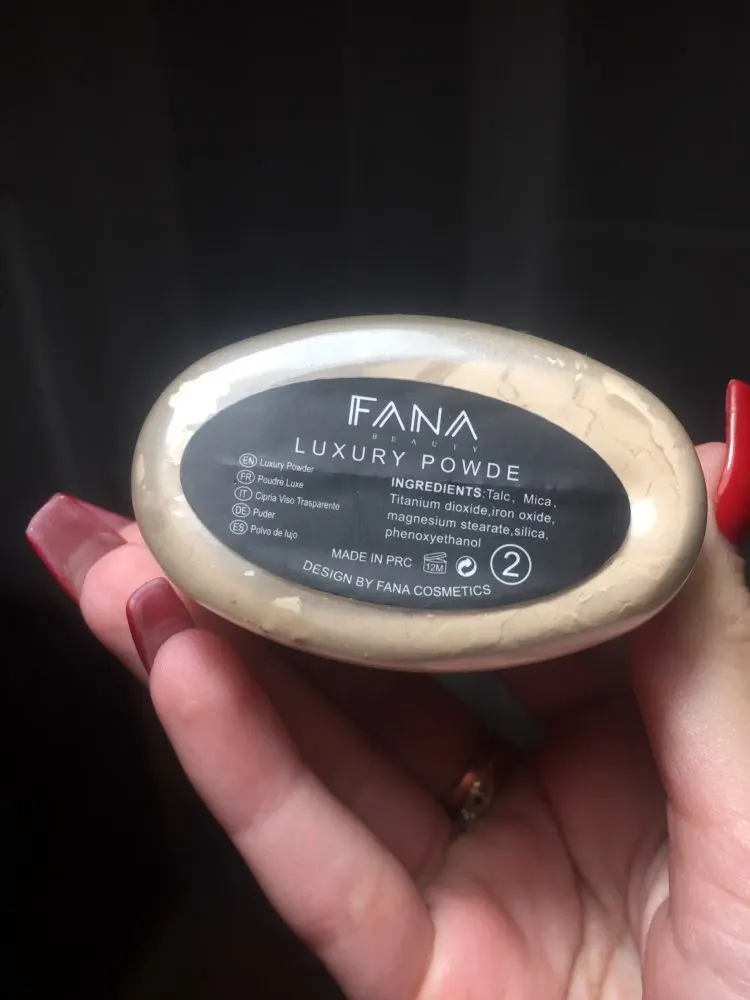 FANA
BEAUTY
LUXURY POWDE
EN Luxury Powder
FR Poudre Luxe
IT Cipria Viso Trasparente
DE Puder
ES Polvo de lujo
INGREDIENTS:Talc, Mica,
Titanium dioxide,iron oxide,
magnesium stearate,silica,
phenoxyethanol
MADE IN PRC
12M
2
DESIGN BY FANA COSMETICS